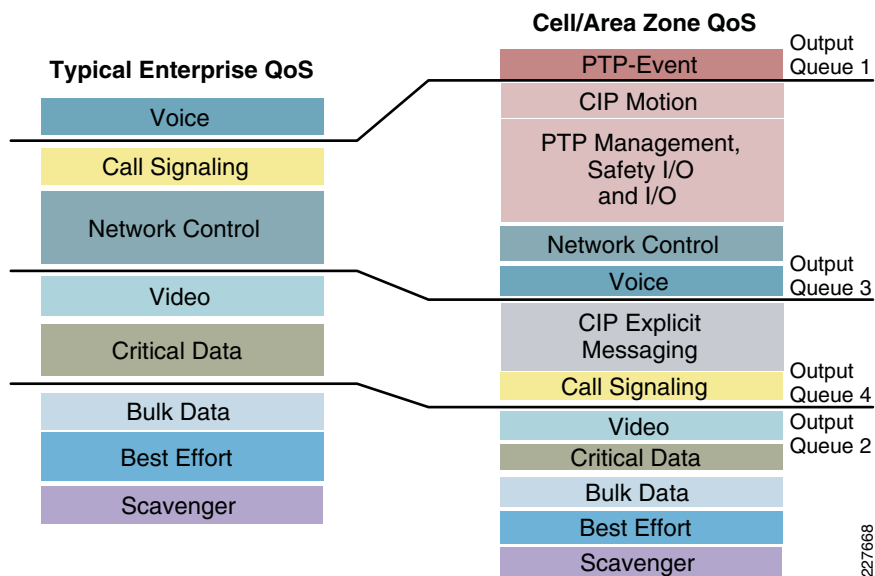 Typical Enterprise QoS
Voice
Call Signaling
Network Control
Video
Critical Data
Bulk Data
Best Effort
Scavenger
Cell/Area Zone QoS
PTP-Event
Output
Queue 1
CIP Motion
PTP Management,
Safety I/O
and I/O
Network Control
Voice
Output
Queue 3
CIP Explicit
Messaging
Call Signaling
Output
Queue 4
Video
Output
Queue 2
Critical Data
Bulk Data
Best Effort
Scavenger
227668